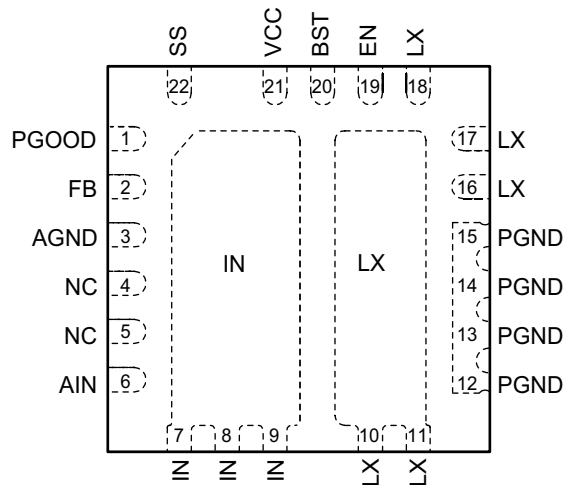 SS VCC BST EN LX
22 21 20 19 18
PGOOD 1 17 LX
FB 2 16 LX
AGND 3 15 PGND
IN LX
NC 4 14 PGND
NC 5 13 PGND
AIN 6 12 PGND
7 8 9 10 11
IN IN IN LX LX